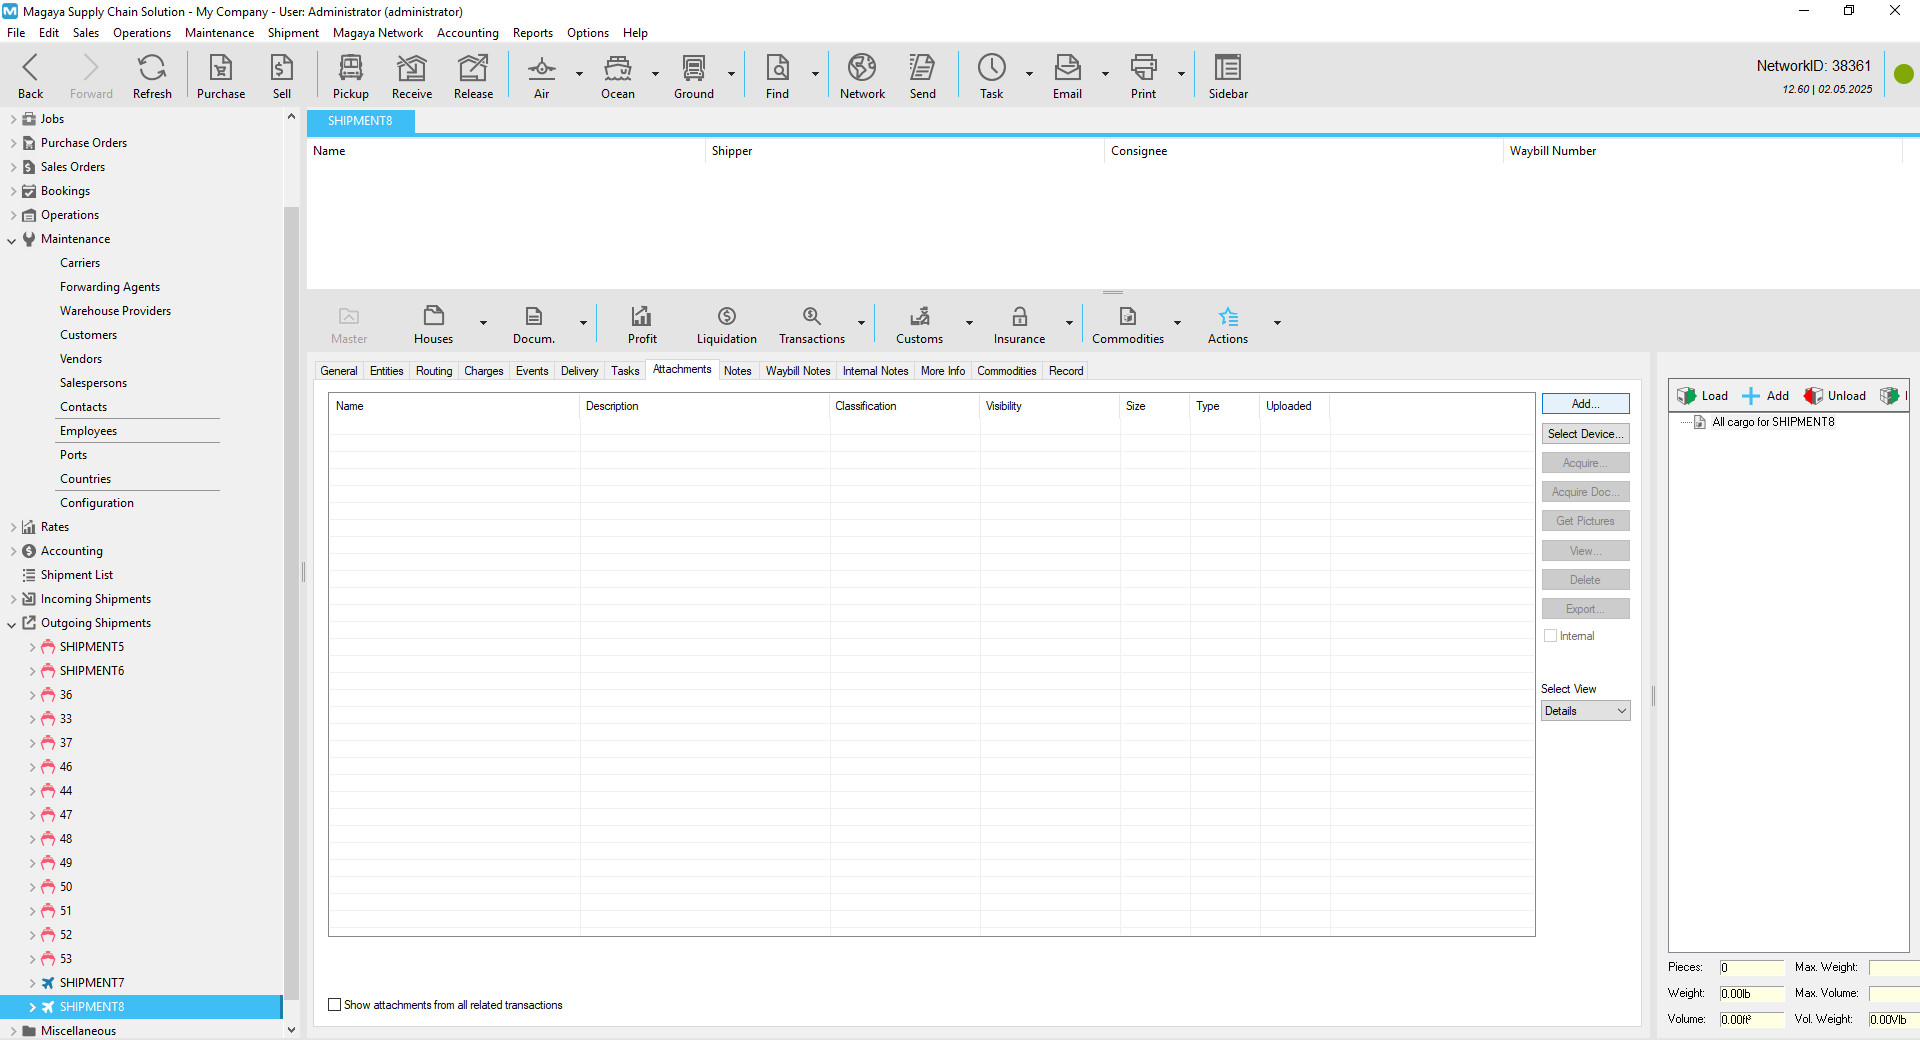 Magaya Supply Chain Solution - My Company - User: Administrator (administrator)
File Edit Sales Operations Maintenance Shipment Magaya Network Accounting Reports Options Help
Back Forward Refresh Purchase Sell Pickup Receive Release Air Ocean Ground Find Network Send Task Email Print Sidebar
NetworkID: 38361
12.60 | 02.05.2025
Jobs
Purchase Orders
Sales Orders
Bookings
Operations
Maintenance
Carriers
Forwarding Agents
Warehouse Providers
Customers
Vendors
Salespersons
Contacts
Employees
Ports
Countries
Configuration
Rates
Accounting
Shipment List
Incoming Shipments
Outgoing Shipments
SHIPMENT5
SHIPMENT6
36
33
37
46
44
47
48
49
50
51
52
53
SHIPMENT7
SHIPMENT8
Miscellaneous
SHIPMENT8
Name Shipper Consignee Waybill Number
Master Houses Docum. Profit Liquidation Transactions Customs Insurance Commodities Actions
General Entities Routing Charges Events Delivery Tasks Attachments Notes Waybill Notes Internal Notes More Info Commodities Record
Name Description Classification Visibility Size Type Uploaded
Add...
Select Device...
Acquire...
Acquire Doc...
Get Pictures
View...
Delete
Export...
Internal
Select View
Details
Show attachments from all related transactions
Load Add Unload
All cargo for SHIPMENT8
Pieces: 0 Max. Weight:
Weight: 0.00lb Max. Volume:
Volume: 0.00ft³ Vol. Weight: 0.00Vlb